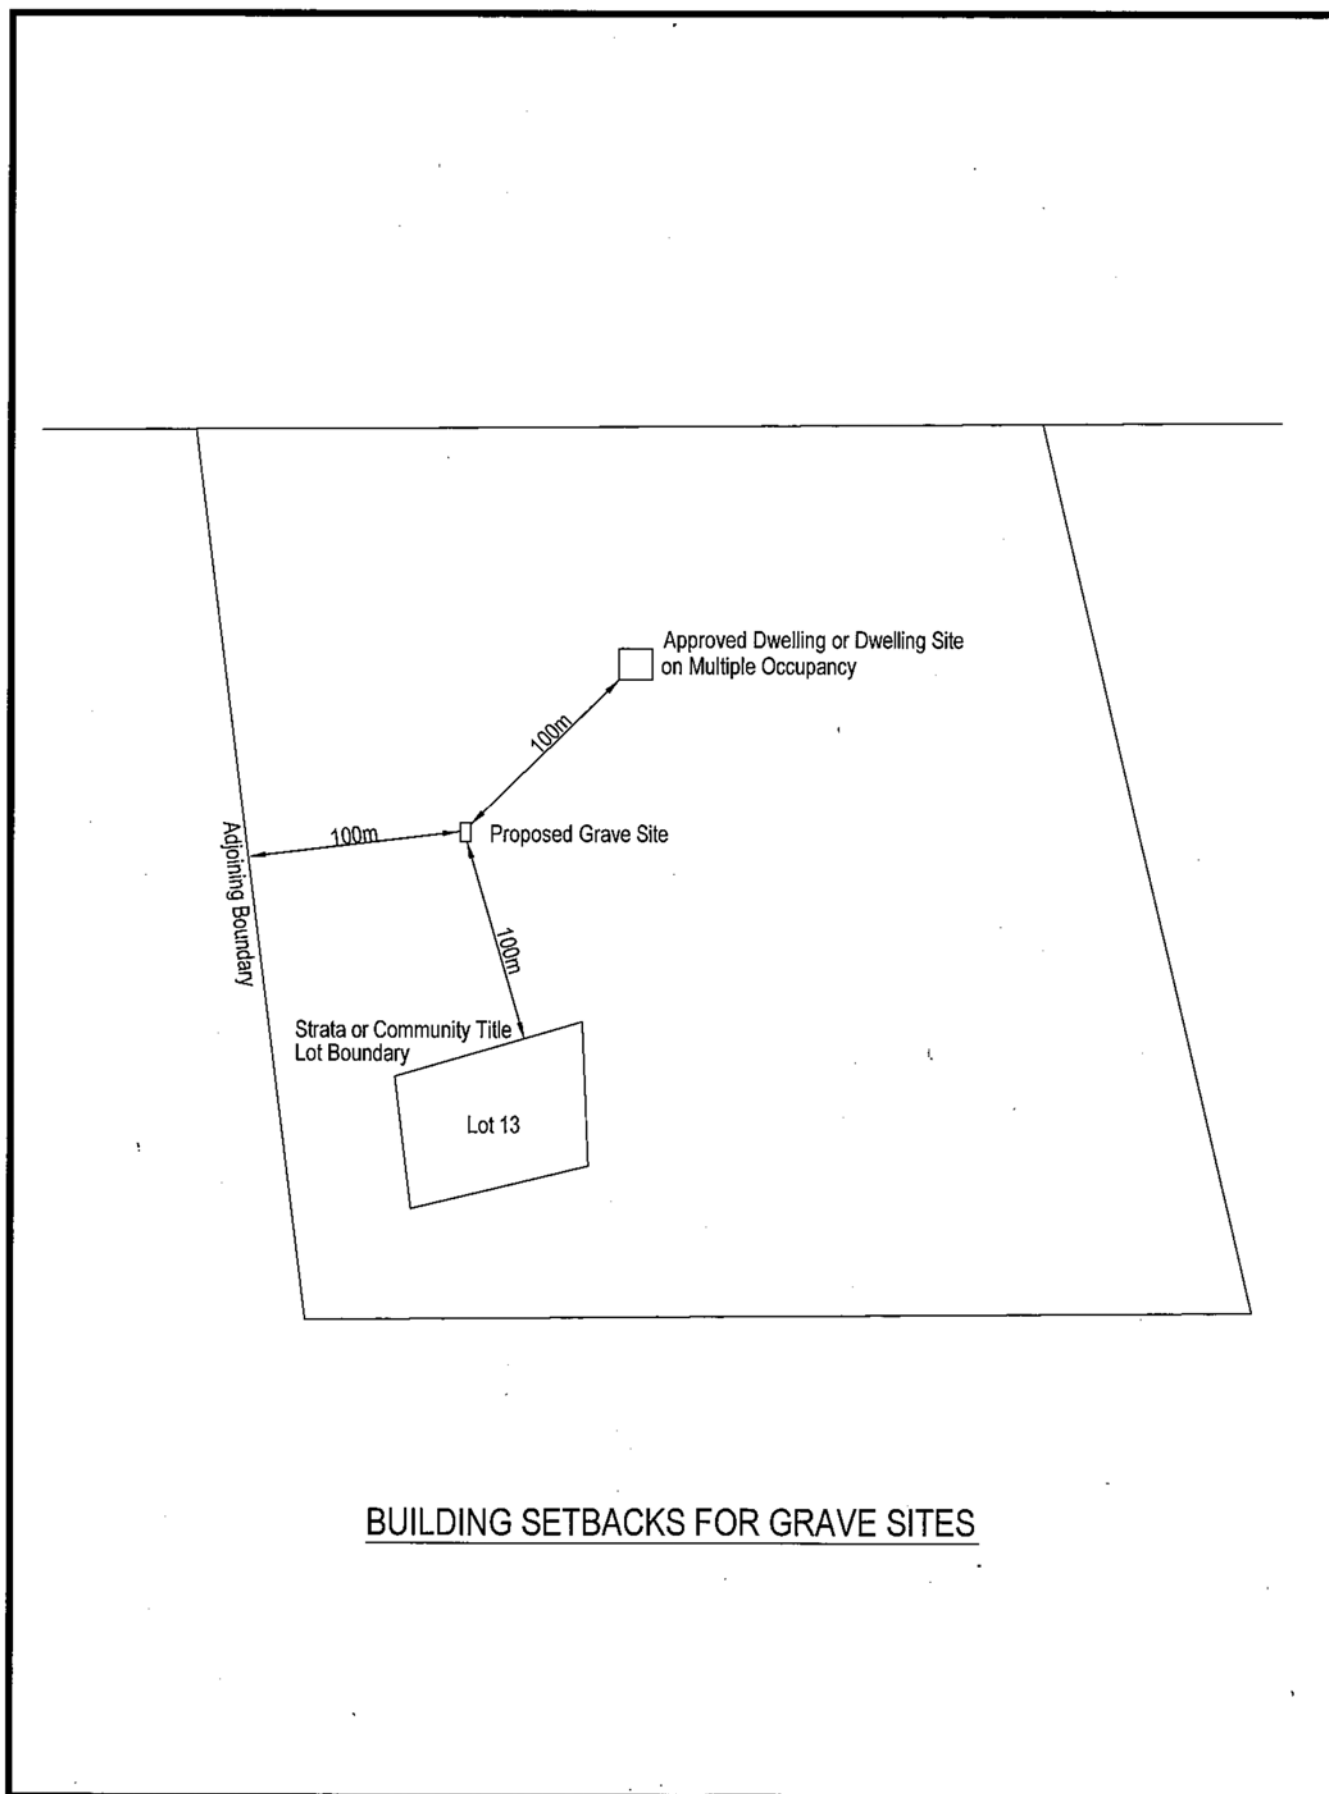 Approved Dwelling or Dwelling Site
on Multiple Occupancy
100m
100m
Proposed Grave Site
Adjoining Boundary
100m
Strata or Community Title
Lot Boundary
Lot 13
BUILDING SETBACKS FOR GRAVE SITES